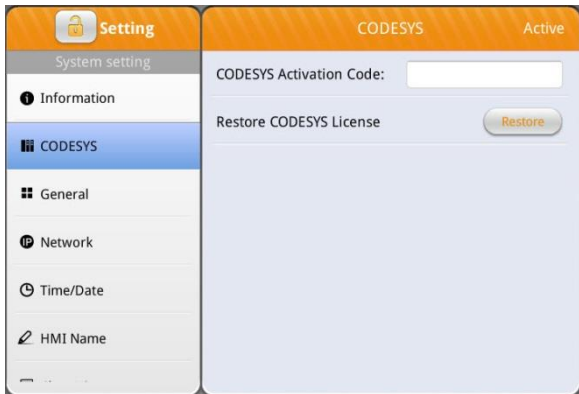 Setting
System setting
Information
CODESYS
General
Network
Time/Date
HMI Name
CODESYS Active
CODESYS Activation Code:
Restore CODESYS License Restore